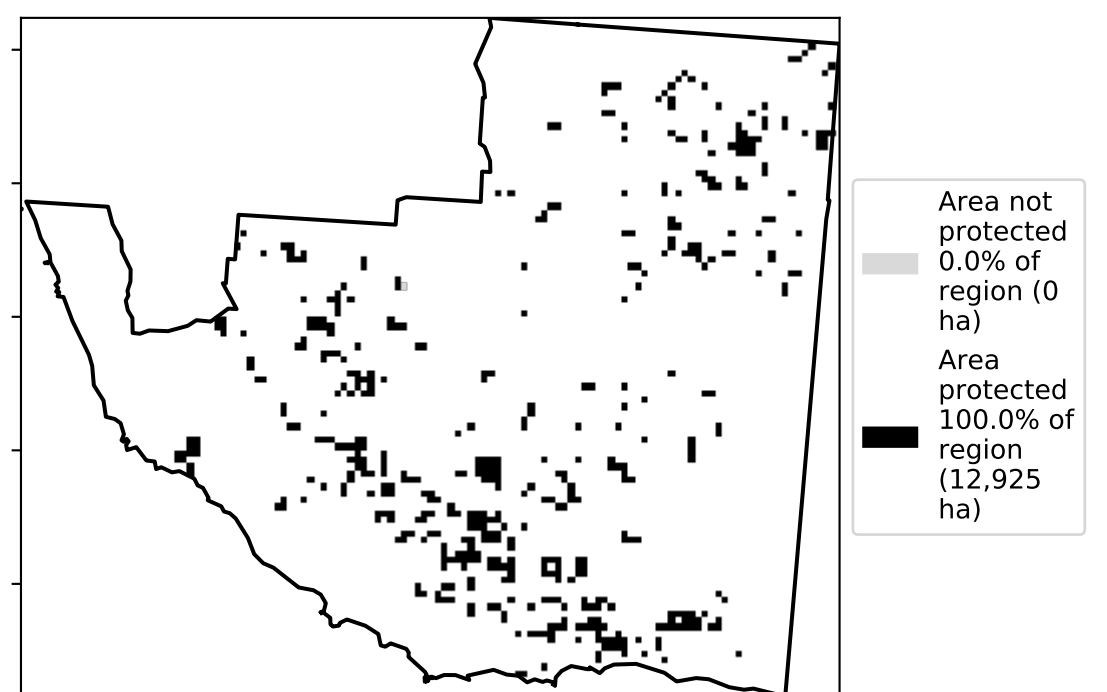 Area not
protected
0.0% of
region (0
ha)
Area
protected
100.0% of
region
(12,925
ha)